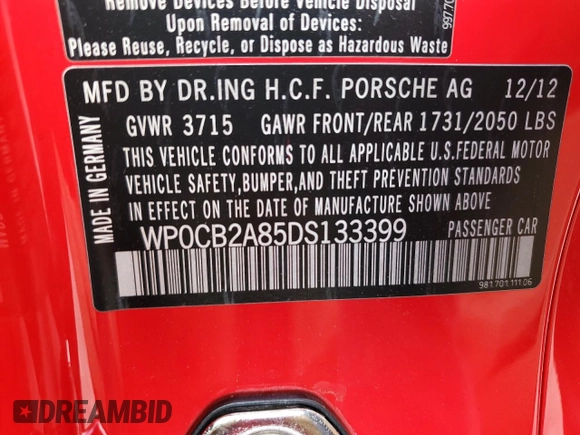 Remove Devices Before Vehicle Disposal
Upon Removal of Devices:
Please Reuse, Recycle, or Dispose as Hazardous Waste
MFD BY DR.ING H.C.F. PORSCHE AG 12/12
GVWR 3715 GAWR FRONT/REAR 1731/2050 LBS
THIS VEHICLE CONFORMS TO ALL APPLICABLE U.S.FEDERAL MOTOR
VEHICLE SAFETY,BUMPER,AND THEFT PREVENTION STANDARDS
IN EFFECT ON THE DATE OF MANUFACTURE SHOWN ABOVE
WP0CB2A85DS133399 PASSENGER CAR
MADE IN GERMANY
981.701.111.06
DREAMBID